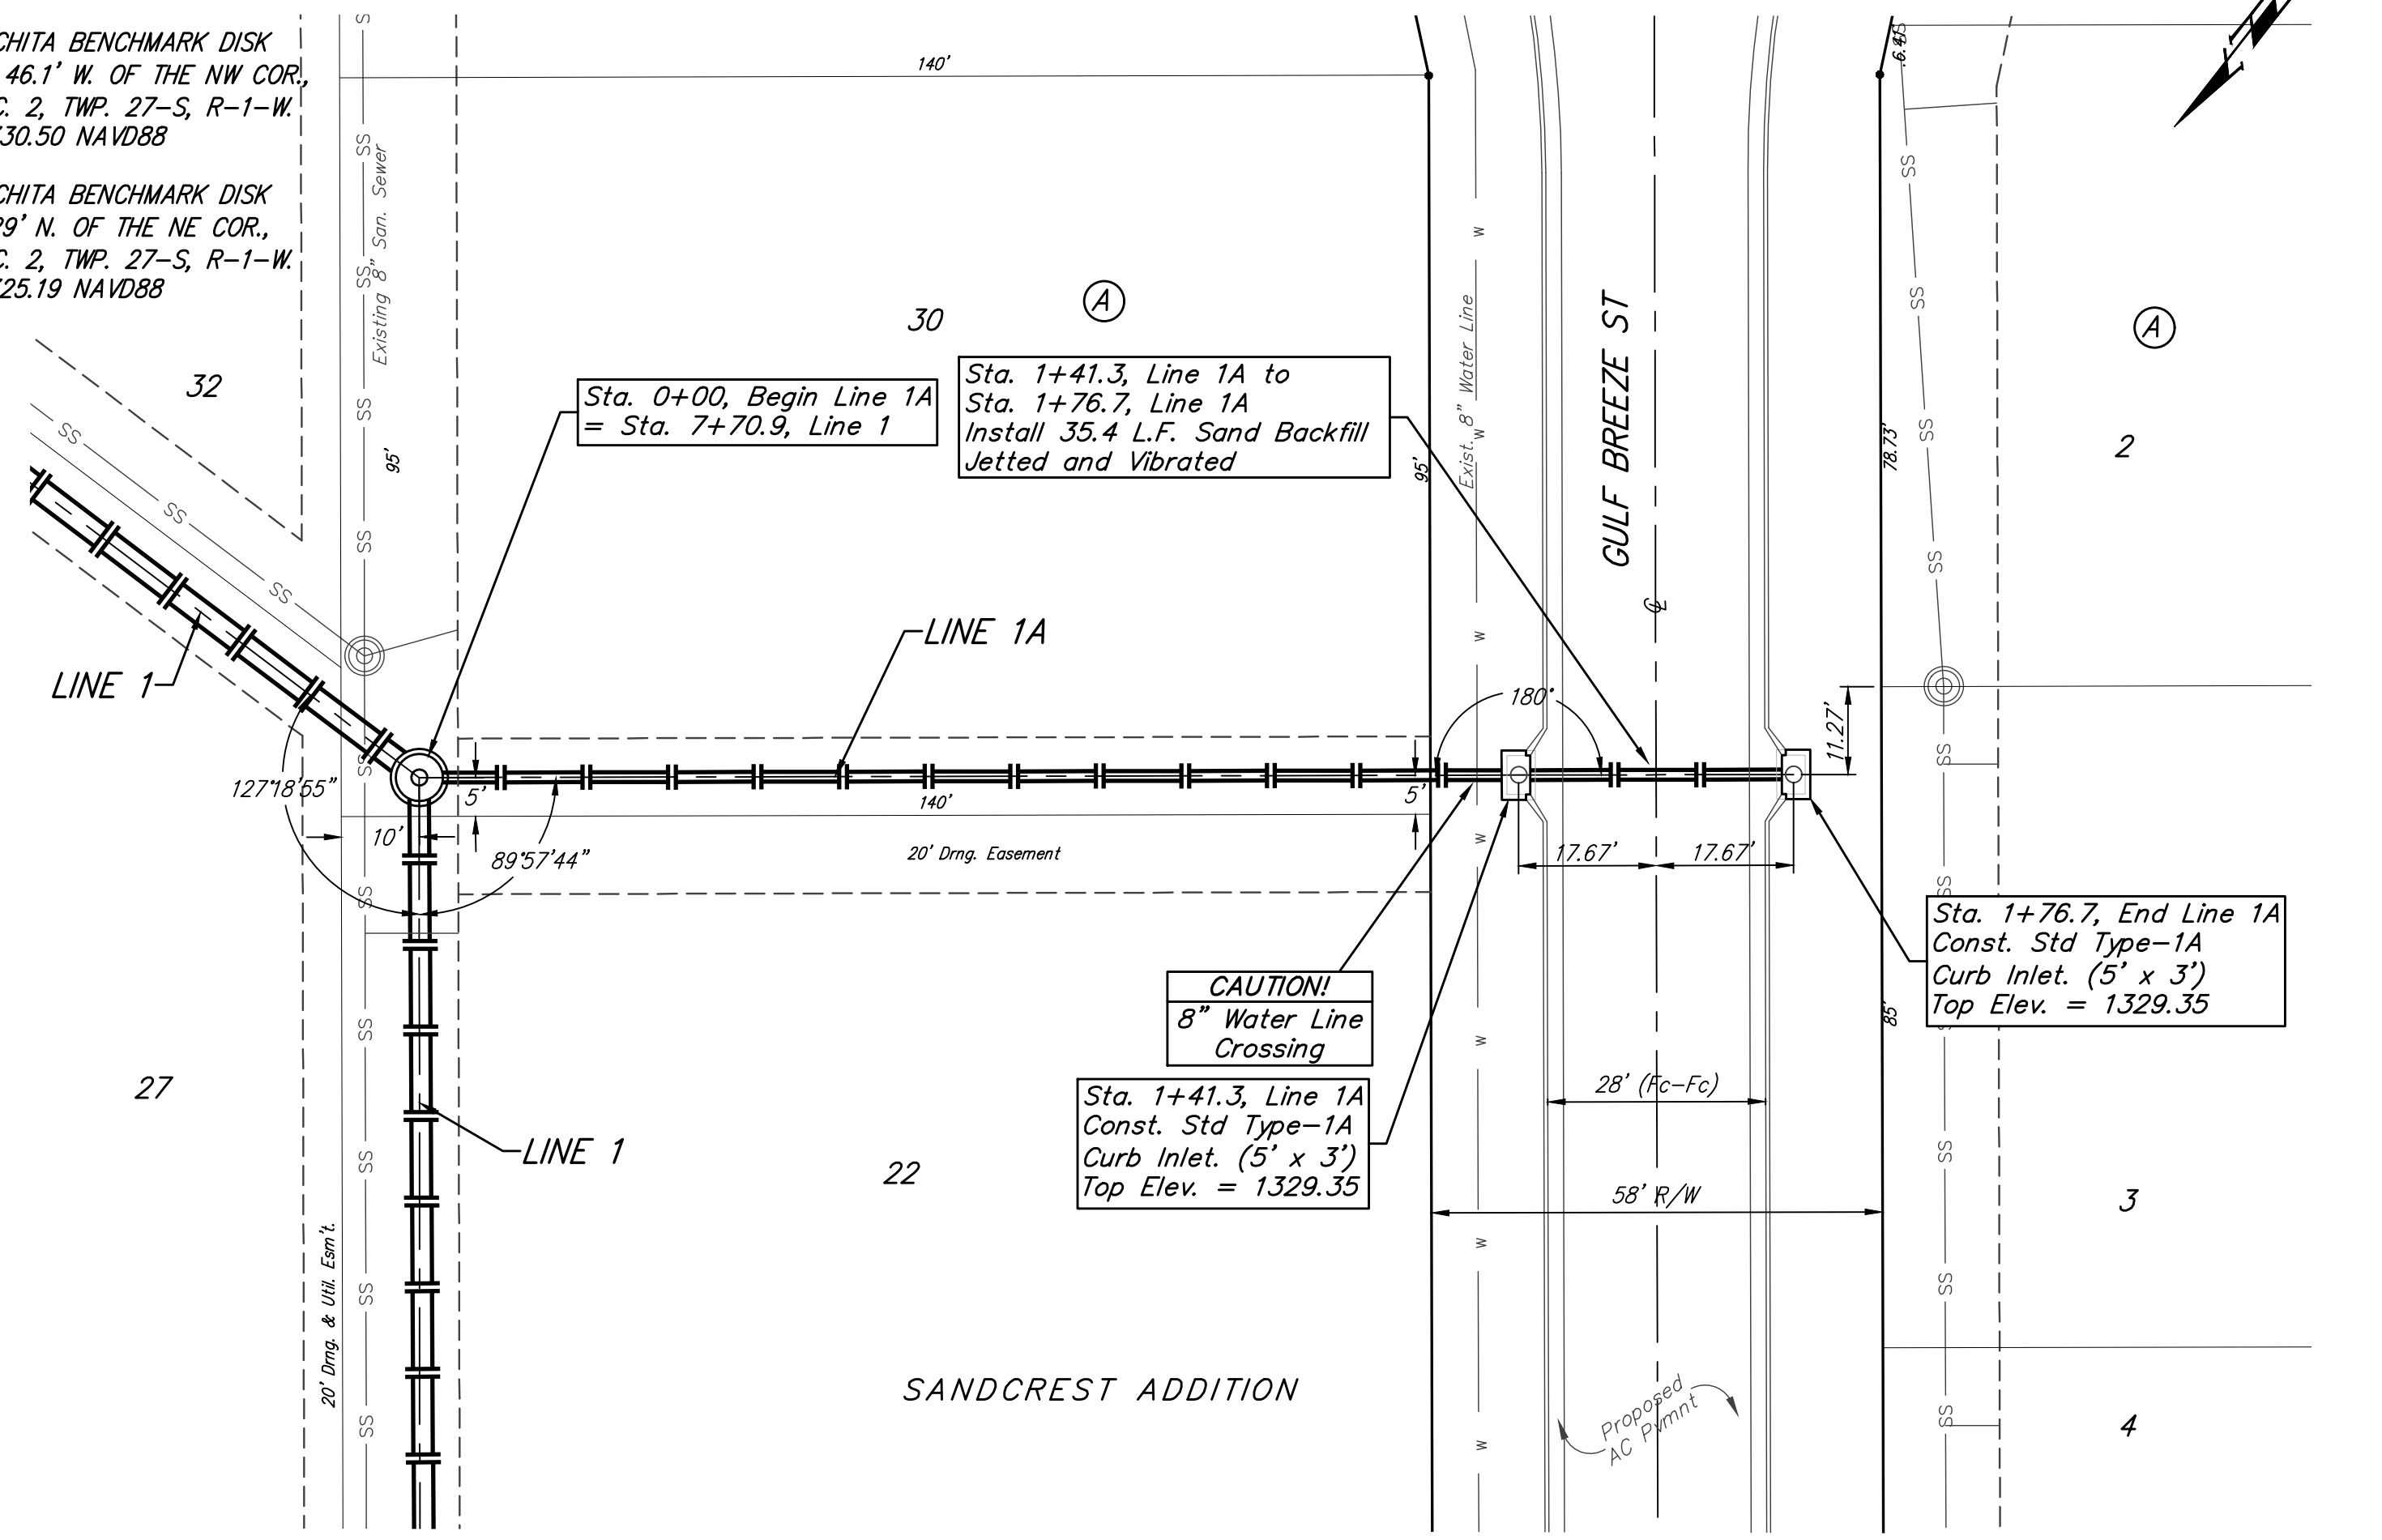 CHITA BENCHMARK DISK
46.1' W. OF THE NW COR.,
C. 2, TWP. 27-S, R-1-W.
330.50 NAVD88
CHITA BENCHMARK DISK
29' N. OF THE NE COR.,
C. 2, TWP. 27-S, R-1-W.
325.19 NAVD88
140'
6.41'
SS
Existing 8" San. Sewer
32
30
A
A
2
95'
Sta. 0+00, Begin Line 1A
= Sta. 7+70.9, Line 1
Sta. 1+41.3, Line 1A to
Sta. 1+76.7, Line 1A
Install 35.4 L.F. Sand Backfill
Jetted and Vibrated
95'
Exist. 8" Water Line
W
GULF BREEZE ST
78.73'
LINE 1
LINE 1A
180°
11.27'
127°18'55"
5'
10'
89°57'44"
140'
5'
20' Drng. Easement
17.67'
17.67'
CAUTION!
8" Water Line
Crossing
Sta. 1+76.7, End Line 1A
Const. Std Type-1A
Curb Inlet. (5' x 3')
Top Elev. = 1329.35
85'
Sta. 1+41.3, Line 1A
Const. Std Type-1A
Curb Inlet. (5' x 3')
Top Elev. = 1329.35
28' (Fc-Fc)
58' R/W
27
LINE 1
22
3
20' Drng. & Util. Esm't.
SANDCREST ADDITION
Proposed
AC Pvmnt
4